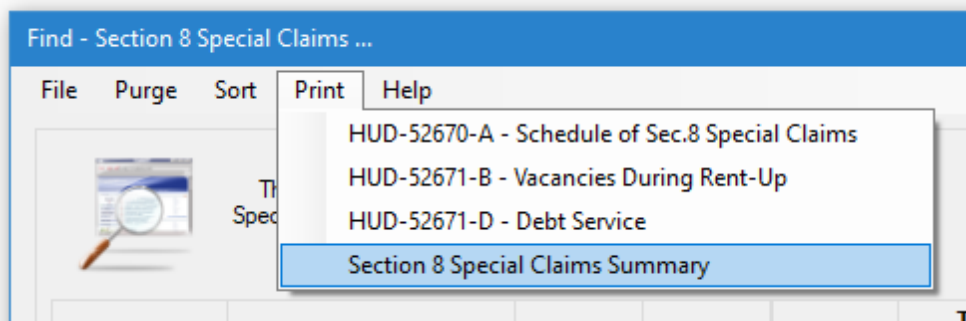 Find - Section 8 Special Claims ...
File Purge Sort Print Help
HUD-52670-A - Schedule of Sec.8 Special Claims
HUD-52671-B - Vacancies During Rent-Up
HUD-52671-D - Debt Service
Section 8 Special Claims Summary